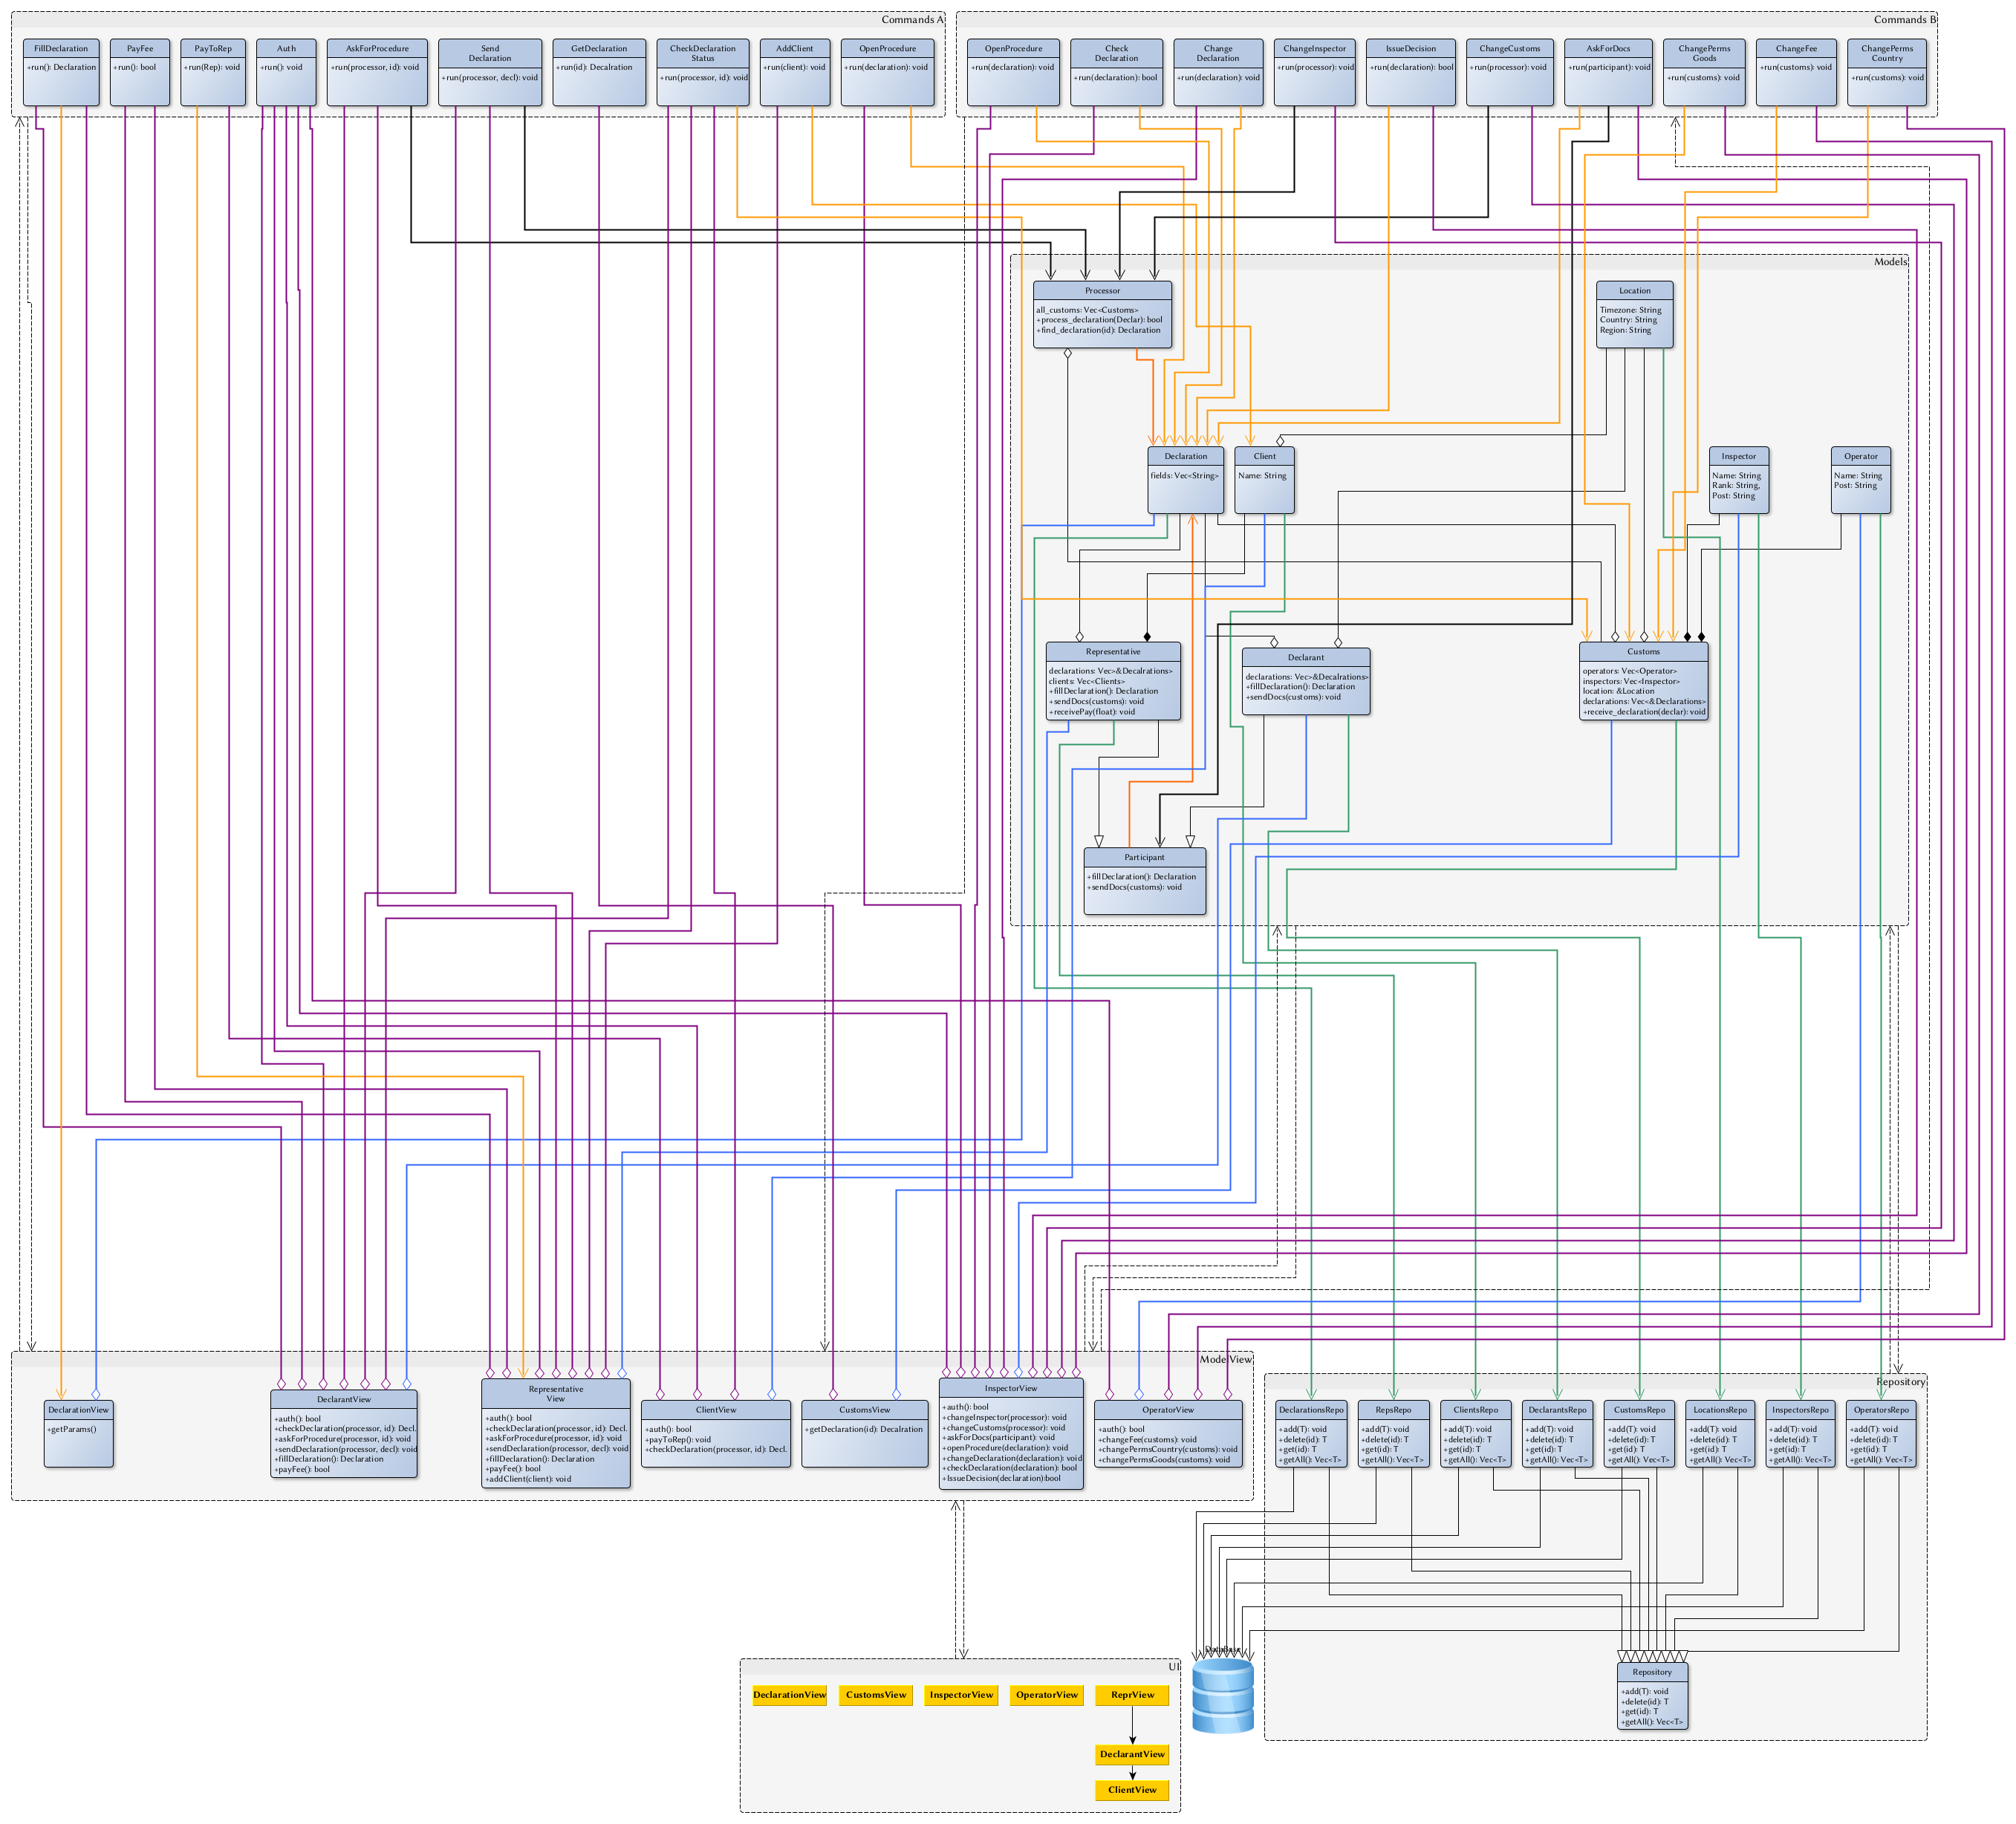 Commands A
FillDeclaration
+run(): Declaration
PayFee
+run(): bool
PayToRep
+run(Rep): void
Auth
+run(): void
AskForProcedure
+run(processor, id): void
Send
Declaration
+run(processor, decl): void
GetDeclaration
+run(id): Decalration
CheckDeclaration
Status
+run(processor, id): void
AddClient
+run(client): void
OpenProcedure
+run(declaration): void
Commands B
OpenProcedure
+run(declaration): void
Check
Declaration
+run(declaration): bool
Change
Declaration
+run(declaration): void
ChangeInspector
+run(processor): void
IssueDecision
+run(declaration): bool
ChangeCustoms
+run(processor): void
AskForDocs
+run(participant): void
ChangePerms
Goods
+run(customs): void
ChangeFee
+run(customs): void
ChangePerms
Country
+run(customs): void
Models
Processor
all_customs: Vec<Customs>
+process_declaration(Declar): bool
+find_declaration(id): Declaration
Location
Timezone: String
Country: String
Region: String
Declaration
fields: Vec<String>
Client
Name: String
Inspector
Name: String
Rank: String,
Post: String
Operator
Name: String
Post: String
Representative
declarations: Vec>&Decalrations>
clients: Vec<Clients>
+fillDeclaration(): Declaration
+sendDocs(customs): void
+receivePay(float): void
Declarant
declarations: Vec>&Decalrations>
+fillDeclaration(): Declaration
+sendDocs(customs): void
Customs
operators: Vec<Operator>
inspectors: Vec<Inspector>
location: &Location
declarations: Vec<&Declarations>
+receive_declaration(declar): void
Participant
+fillDeclaration(): Declaration
+sendDocs(customs): void
Mode View
DeclarationView
+getParams()
DeclarantView
+auth(): bool
+checkDeclaration(processor, id): Decl.
+askForProcedure(processor, id): void
+sendDeclaration(processor, decl): void
+fillDeclaration(): Declaration
+payFee(): bool
Representative
View
+auth(): bool
+checkDeclaration(processor, id): Decl.
+askForProcedure(processor, id): void
+sendDeclaration(processor, decl): void
+fillDeclaration(): Declaration
+payFee(): bool
+addClient(client): void
ClientView
+auth(): bool
+payToRep(): void
+checkDeclaration(processor, id): Decl.
CustomsView
+getDeclaration(id): Decalration
InspectorView
+auth(): bool
+changeInspector(processor): void
+changeCustoms(processor): void
+askForDocs(participant): void
+openProcedure(declaration): void
+changeDeclaration(declaration): void
+checkDeclaration(declaration): bool
+IssueDecision(declaration):bool
OperatorView
+auth(): bool
+changeFee(customs): void
+changePermsCountry(customs): void
+changePermsGoods(customs): void
Repository
DeclarationsRepo
+add(T): void
+delete(id): T
+get(id): T
+getAll(): Vec<T>
RepsRepo
+add(T): void
+delete(id): T
+get(id): T
+getAll(): Vec<T>
ClientsRepo
+add(T): void
+delete(id): T
+get(id): T
+getAll(): Vec<T>
DeclarantsRepo
+add(T): void
+delete(id): T
+get(id): T
+getAll(): Vec<T>
CustomsRepo
+add(T): void
+delete(id): T
+get(id): T
+getAll(): Vec<T>
LocationsRepo
+add(T): void
+delete(id): T
+get(id): T
+getAll(): Vec<T>
InspectorsRepo
+add(T): void
+delete(id): T
+get(id): T
+getAll(): Vec<T>
OperatorsRepo
+add(T): void
+delete(id): T
+get(id): T
+getAll(): Vec<T>
DataBase
Repository
+add(T): void
+delete(id): T
+get(id): T
+getAll(): Vec<T>
UI
DeclarationView
CustomsView
InspectorView
OperatorView
ReprView
DeclarantView
ClientView